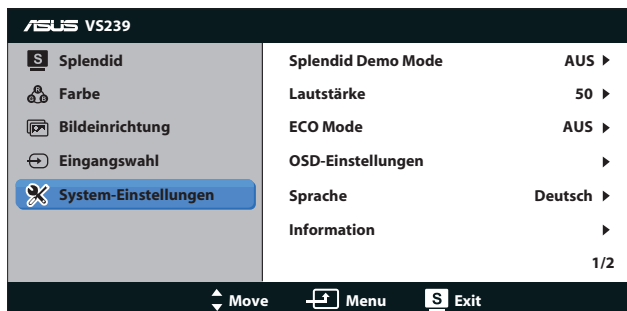 ASUS VS239
S Splendid
Farbe
Bildeinrichtung
Eingangswahl
System-Einstellungen
Splendid Demo Mode AUS
Lautstärke 50
ECO Mode AUS
OSD-Einstellungen
Sprache Deutsch
Information
1/2
Move Menu S Exit